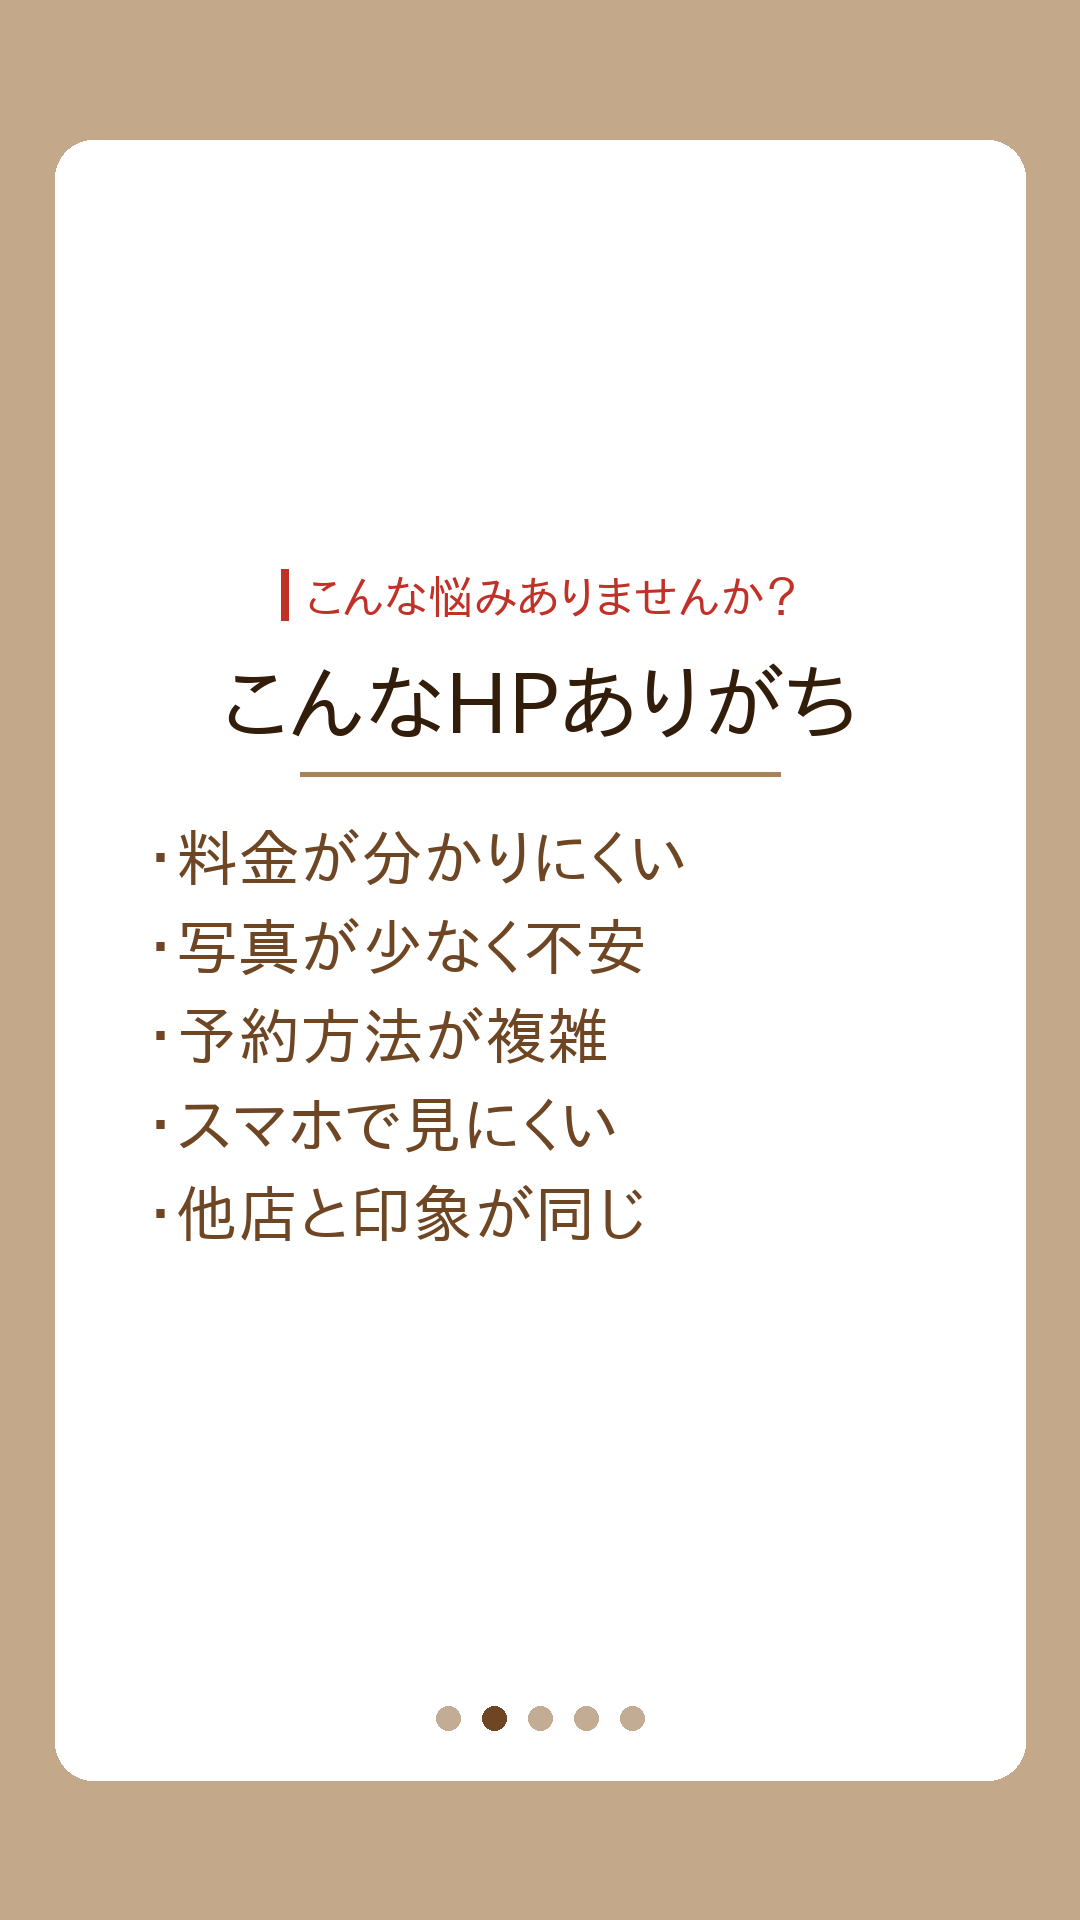 こんな悩みありませんか？
こんなHPありがち
・料金が分かりにくい
・写真が少なく不安
・予約方法が複雑
・スマホで見にくい
・他店と印象が同じ